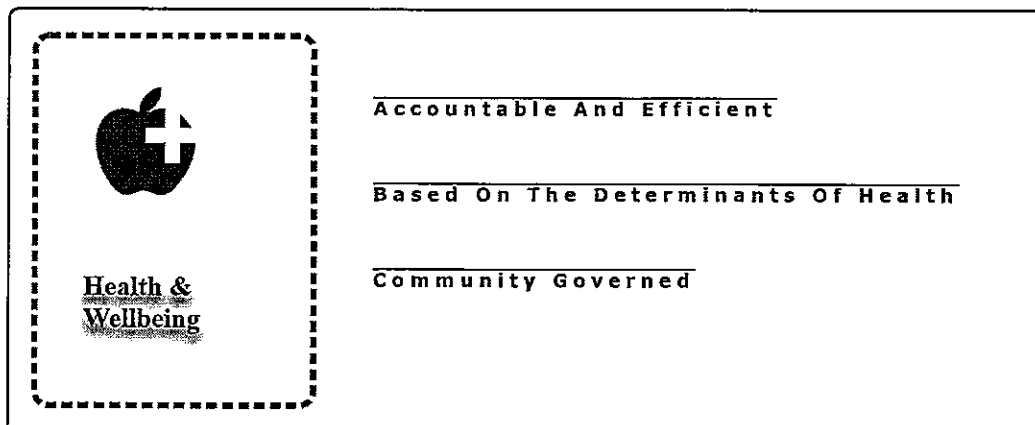 Health &
Wellbeing
Accountable And Efficient
Based On The Determinants Of Health
Community Governed